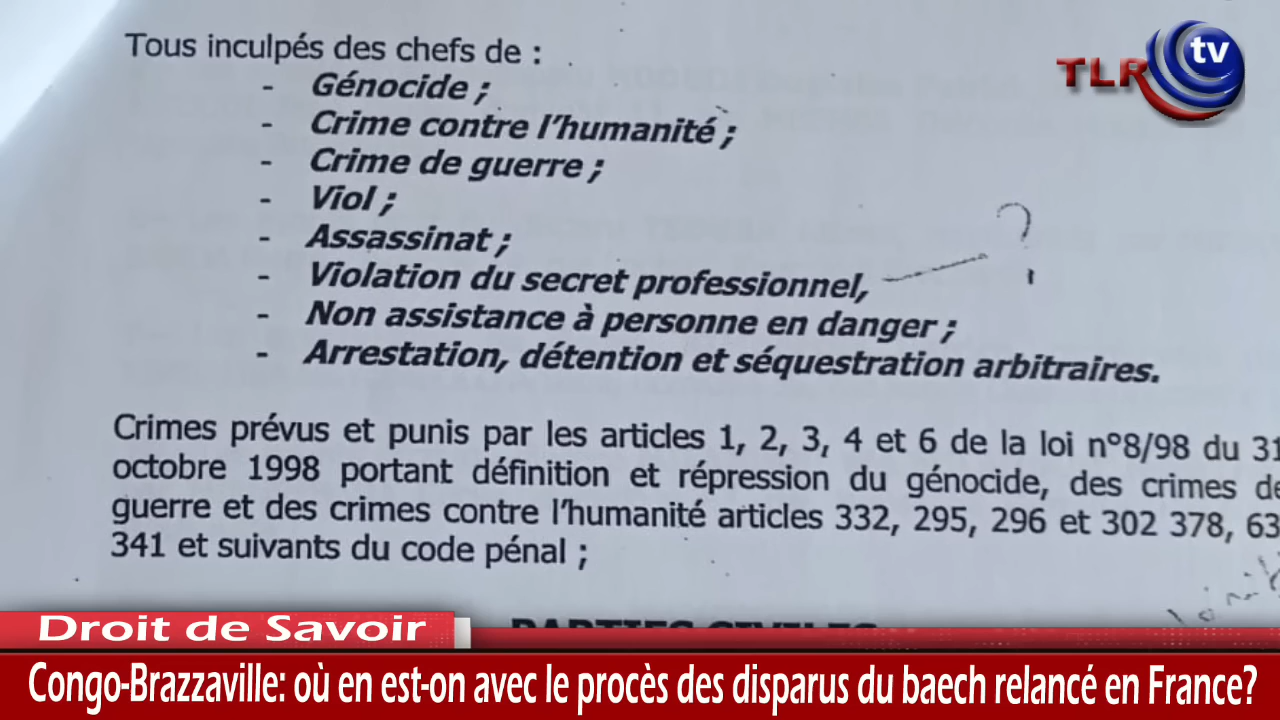 Tous inculpés des chefs de :
- Génocide ;
- Crime contre l'humanité ;
- Crime de guerre ;
- Viol ;
- Assassinat ;
- Violation du secret professionnel, ?
- Non assistance à personne en danger ;
- Arrestation, détention et séquestration arbitraires.
Crimes prévus et punis par les articles 1, 2, 3, 4 et 6 de la loi n°8/98 du 31
octobre 1998 portant définition et répression du génocide, des crimes de
guerre et des crimes contre l'humanité articles 332, 295, 296 et 302 378, 63
341 et suivants du code pénal ;
PARTIES CIVILES
TLR tv
Droit de Savoir
Congo-Brazzaville: où en est-on avec le procès des disparus du baech relancé en France?